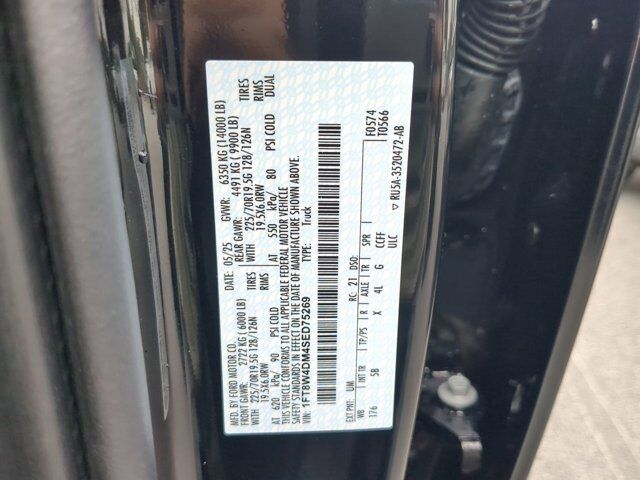 MFD. BY FORD MOTOR CO.
DATE: 05/25 GVWR: 6350 KG (14000 LB)
FRONT GAWR: 2722 KG (6000 LB) REAR GAWR: 4491 KG (9900 LB)
WITH 225/70R19.5G 128/126N TIRES WITH 225/70R19.5G 128/126N TIRES
19.5X6.0RW RIMS 19.5X6.0RW RIMS
AT 620 kPa/ 90 PSI COLD AT 550 kPa/ 80 PSI COLD DUAL
THIS VEHICLE CONFORMS TO ALL APPLICABLE FEDERAL MOTOR VEHICLE
SAFETY STANDARDS IN EFFECT ON THE DATE OF MANUFACTURE SHOWN ABOVE.
VIN: 1FT8W4DM4SED75269 TYPE: Truck
F0574
T0566
EXT PNT: UM RC: 21 DSO:
WB INT TR TP/PS R AXLE TR SPR
176 5B X 4L G CCFF
ULC ▽ RU5A-3520472-AB